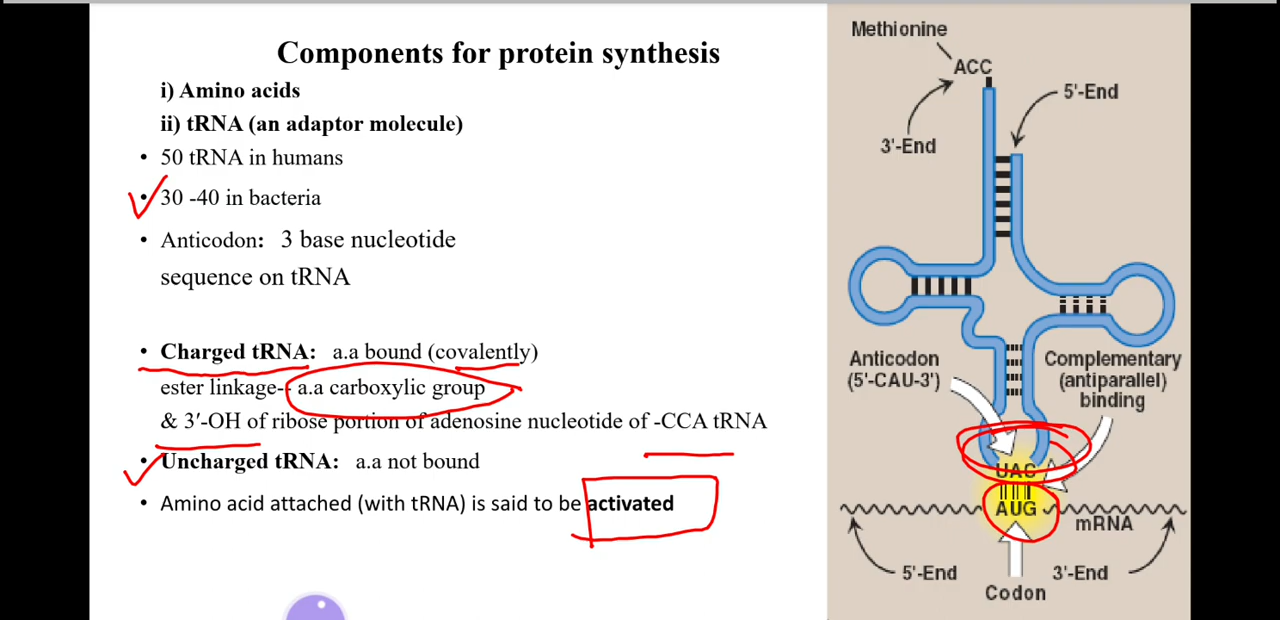 Components for protein synthesis
i) Amino acids
ii) tRNA (an adaptor molecule)
• 50 tRNA in humans
• 30 -40 in bacteria
• Anticodon: 3 base nucleotide
sequence on tRNA
• Charged tRNA: a.a bound (covalently)
ester linkage-- a.a carboxylic group
& 3′-OH of ribose portion of adenosine nucleotide of -CCA tRNA
• Uncharged tRNA: a.a not bound
• Amino acid attached (with tRNA) is said to be activated
Methionine
ACC
5'-End
3'-End
Anticodon
(5'-CAU-3')
Complementary
(antiparallel)
binding
UAC
AUG
mRNA
5'-End
3'-End
Codon